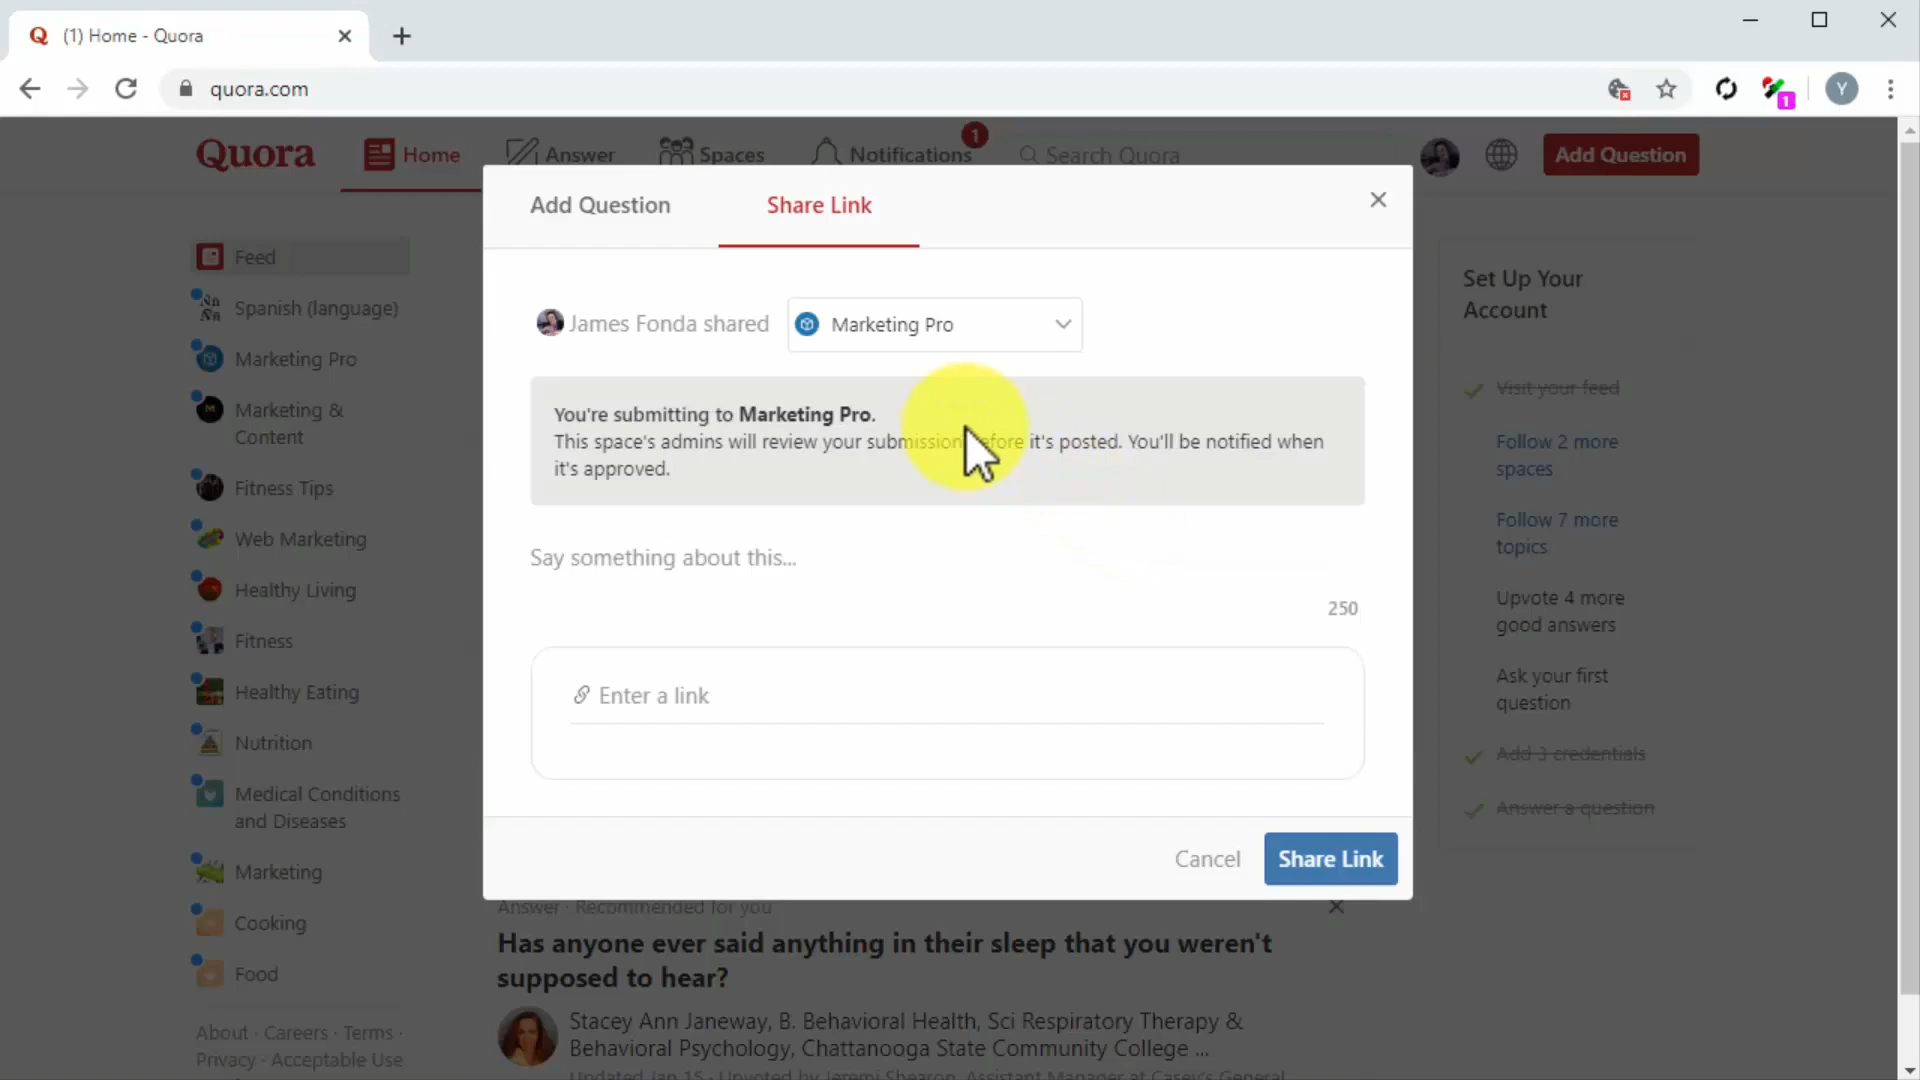 (1) Home - Quora
quora.com
1
Y
Quora
Home
Answer
Spaces
Notifications
1
Search Quora
Add Question
Add Question
Share Link
Feed
Spanish (language)
Marketing Pro
Marketing &
Content
Fitness Tips
Web Marketing
Healthy Living
Fitness
Healthy Eating
Nutrition
Medical Conditions
and Diseases
Marketing
Cooking
Food
About · Careers · Terms ·
Privacy · Acceptable Use
James Fonda shared
Marketing Pro
You're submitting to Marketing Pro.
This space's admins will review your submission before it's posted. You'll be notified when
it's approved.
Say something about this...
250
Enter a link
Cancel
Share Link
Answer · Recommended for you
Has anyone ever said anything in their sleep that you weren't
supposed to hear?
Stacey Ann Janeway, B. Behavioral Health, Sci Respiratory Therapy &
Behavioral Psychology, Chattanooga State Community College ...
Updated Jan 15 · Upvoted by Jeremi Shearon, Assistant Manager at Casey's General
Set Up Your
Account
Visit your feed
Follow 2 more
spaces
Follow 7 more
topics
Upvote 4 more
good answers
Ask your first
question
Add 3 credentials
Answer a question